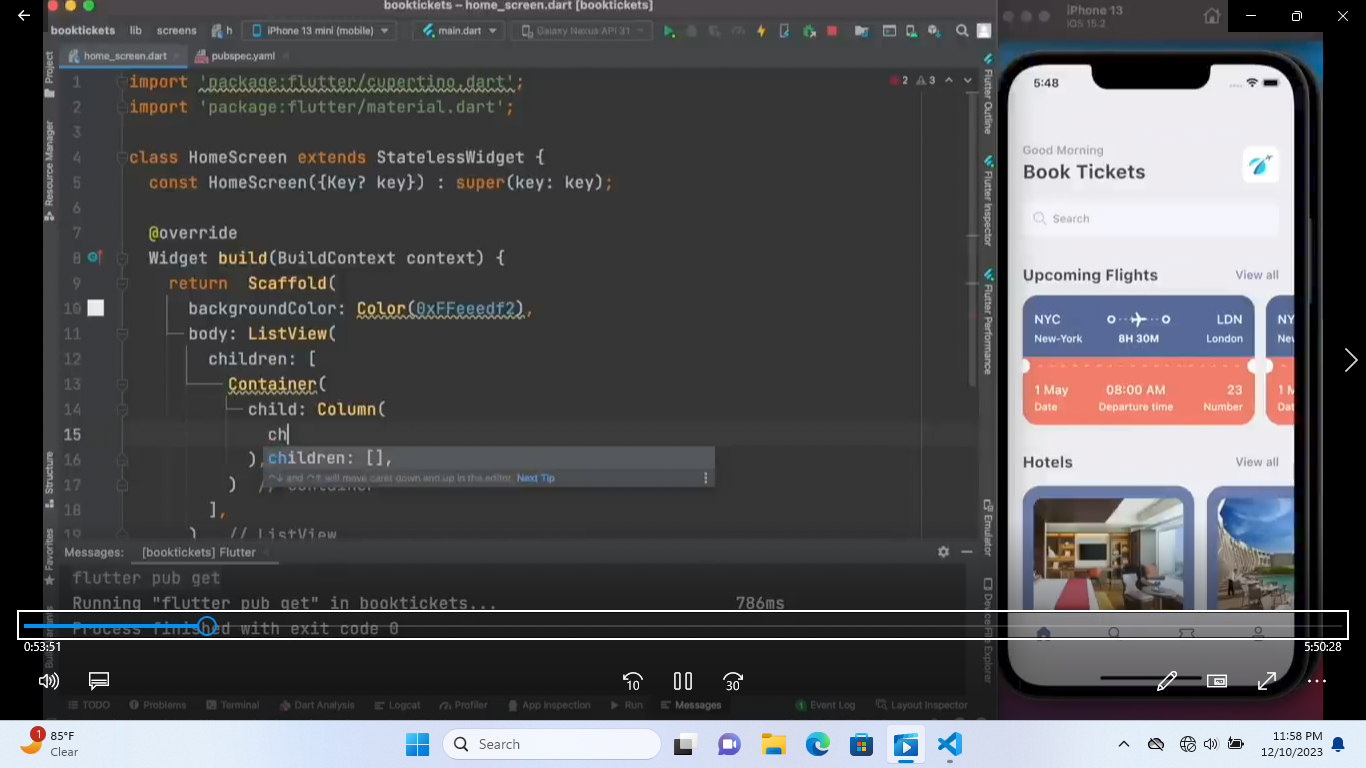 booktickets – home_screen.dart [booktickets]
booktickets lib screens h iPhone 13 mini (mobile) main.dart Galaxy Nexus API 31
home_screen.dart pubspec.yaml
1 import 'package:flutter/cupertino.dart'; 2 3
2 import 'package:flutter/material.dart';
3
4 class HomeScreen extends StatelessWidget {
5 const HomeScreen({Key? key}) : super(key: key);
6
7 @override
8 Widget build(BuildContext context) {
9 return Scaffold(
10 backgroundColor: Color(0xFFeeedf2),
11 body: ListView(
12 children: [
13 Container(
14 child: Column(
15 ch
children: [],
and will move caret down and up in the editor Next Tip
16 ),
17 ) // Container
18 ],
19 ) // ListView
Messages: [booktickets] Flutter
flutter pub get
Running "flutter pub get" in booktickets... 786ms
Process finished with exit code 0
TODO Problems Terminal Dart Analysis Logcat Profiler App Inspection Run Messages 1 Event Log Layout Inspector
Project
Resource Manager
Structure
Favorites
Flutter Outline
Flutter Inspector
Flutter Performance
Emulator
Device File Explorer
iPhone 13
iOS 15.2
5:48
Good Morning
Book Tickets
Search
Upcoming Flights View all
NYC LDN NY
New-York 8H 30M London New
1 May 08:00 AM 23 1 M
Date Departure time Number Dat
Hotels View all
0:53:51 5:50:28
10 30
1 85°F
Clear
Search
11:58 PM
12/10/2023